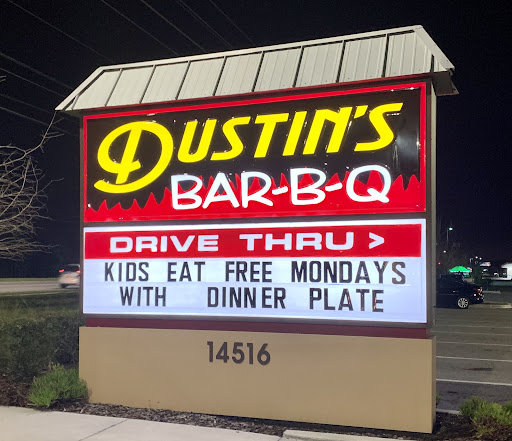 DUSTIN'S
BAR-B-Q
DRIVE THRU >
KIDS EAT FREE MONDAYS
WITH DINNER PLATE
14516